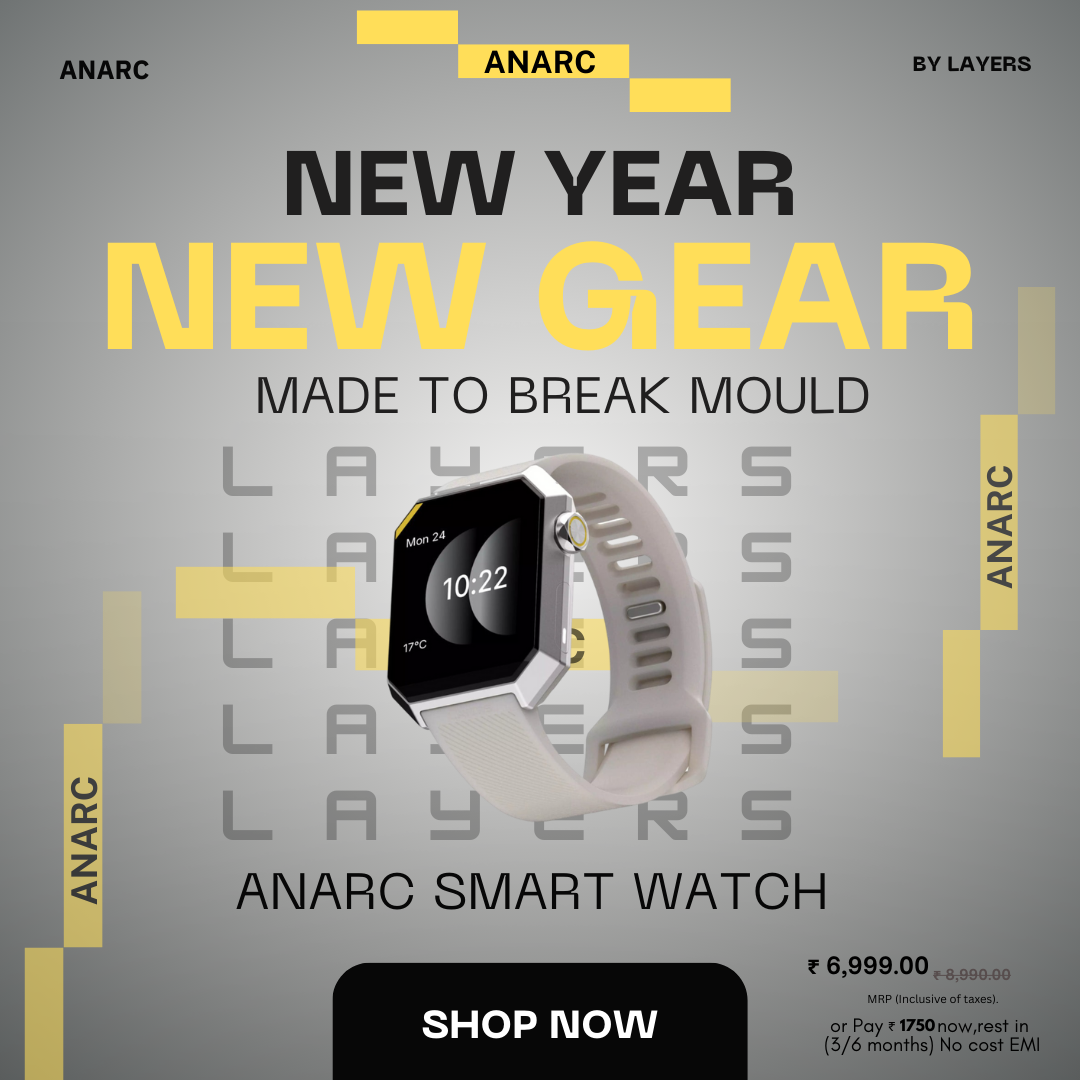 ANARC
ANARC
BY LAYERS
NEW YEAR
NEW GEAR
MADE TO BREAK MOULD
LAYERS
LAYERS
LAYERS
LAYERS
LAYERS
Mon 24
10:22
17°C
C
ANARC
ANARC
ANARC SMART WATCH
₹ 6,999.00 ₹ 8,990.00
MRP (Inclusive of taxes).
or Pay ₹ 1750 now,rest in
(3/6 months) No cost EMI
SHOP NOW